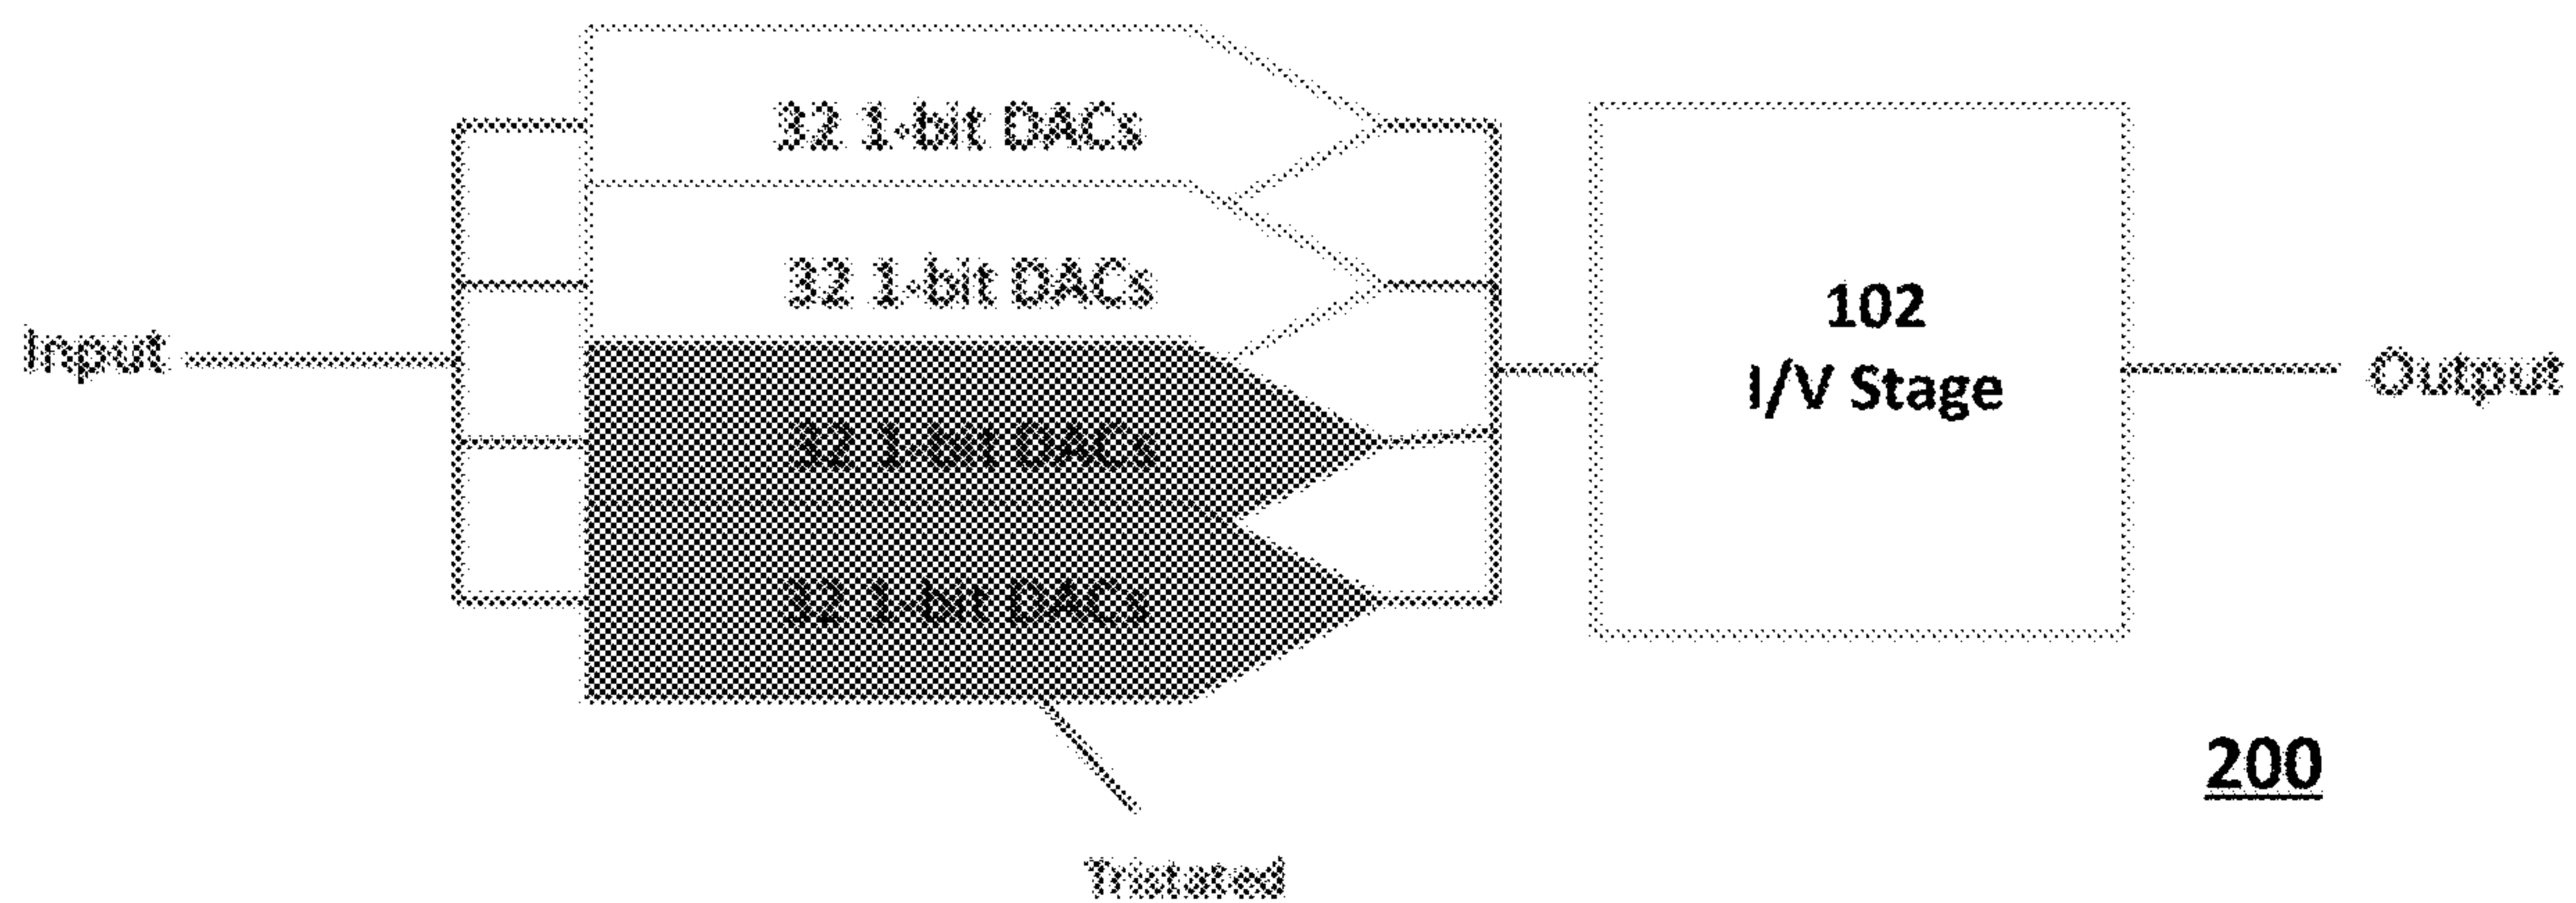 32 1-bit DACs
32 1-bit DACs
Input
102
I/V Stage
Output
32 1-bit DACs
32 1-bit DACs
200
Tristated